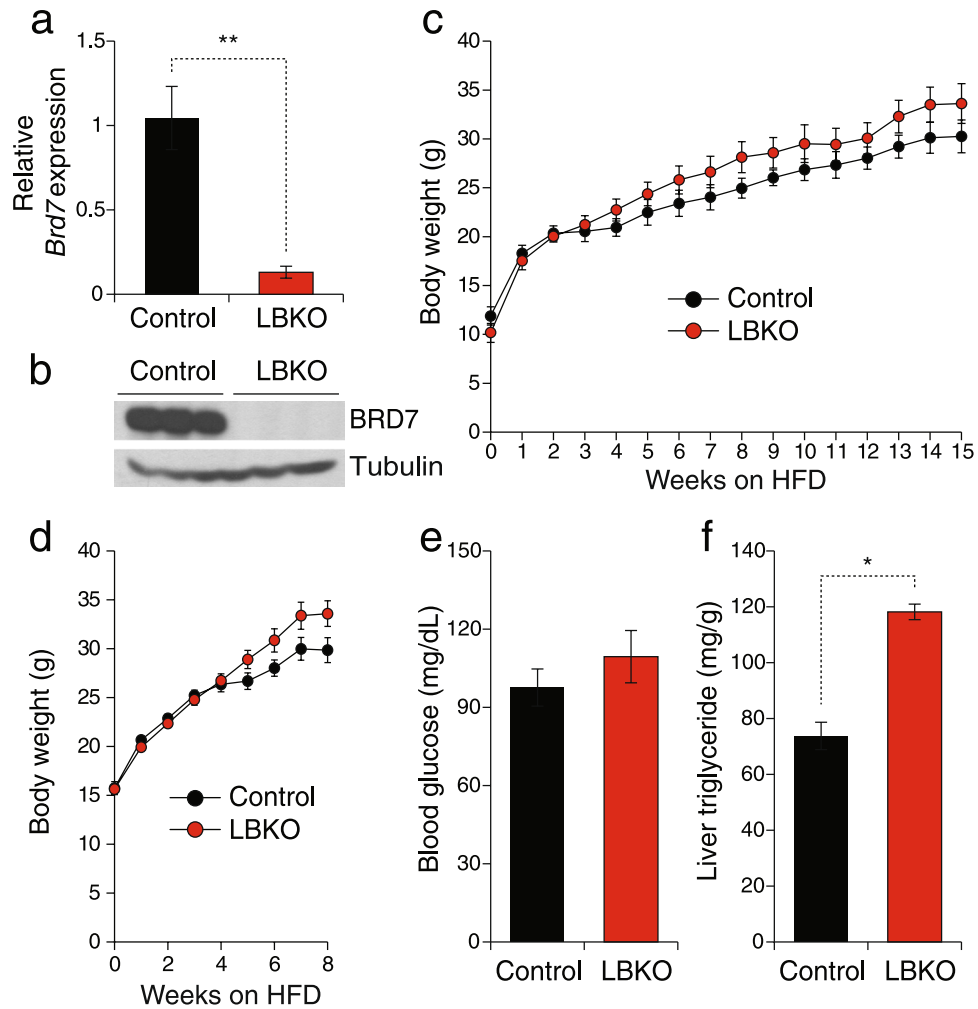 a
Relative
Brd7 expression
1.5
1
0.5
0
**
Control
LBKO
b
Control
LBKO
BRD7
Tubulin
c
Body weight (g)
40
35
30
25
20
15
10
5
0
Control
LBKO
0 1 2 3 4 5 6 7 8 9 10 11 12 13 14 15
Weeks on HFD
d
Body weight (g)
40
35
30
25
20
15
10
5
0
Control
LBKO
0 2 4 6 8
Weeks on HFD
e
Blood glucose (mg/dL)
150
120
90
60
30
0
Control LBKO
f
Liver triglyceride (mg/g)
140
120
100
80
60
40
20
0
*
Control LBKO